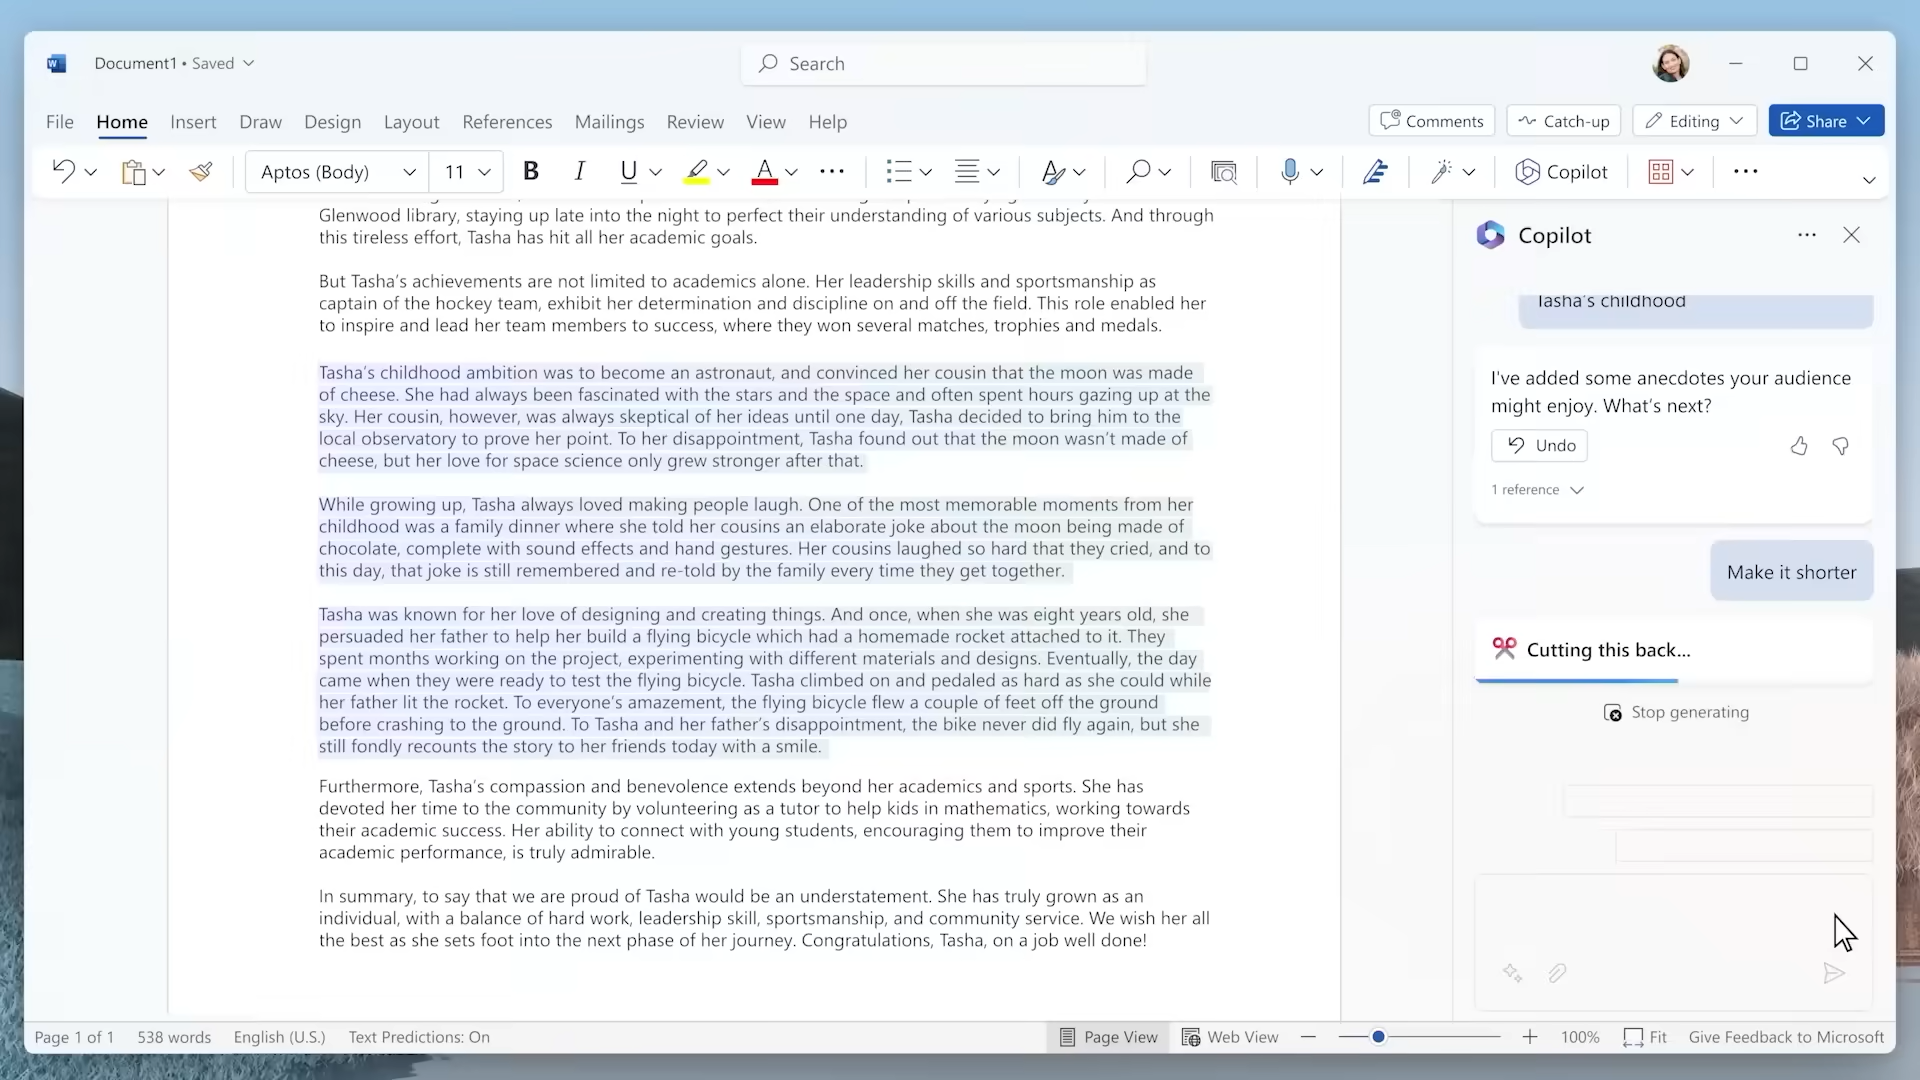 W
Document1 • Saved
Search
File Home Insert Draw Design Layout References Mailings Review View Help
Comments
Catch-up
Editing
Share
Aptos (Body)
11
B I U A
Copilot
Glenwood library, staying up late into the night to perfect their understanding of various subjects. And through
this tireless effort, Tasha has hit all her academic goals.
But Tasha’s achievements are not limited to academics alone. Her leadership skills and sportsmanship as
captain of the hockey team, exhibit her determination and discipline on and off the field. This role enabled her
to inspire and lead her team members to success, where they won several matches, trophies and medals.
Tasha’s childhood ambition was to become an astronaut, and convinced her cousin that the moon was made
of cheese. She had always been fascinated with the stars and the space and often spent hours gazing up at the
sky. Her cousin, however, was always skeptical of her ideas until one day, Tasha decided to bring him to the
local observatory to prove her point. To her disappointment, Tasha found out that the moon wasn’t made of
cheese, but her love for space science only grew stronger after that.
While growing up, Tasha always loved making people laugh. One of the most memorable moments from her
childhood was a family dinner where she told her cousins an elaborate joke about the moon being made of
chocolate, complete with sound effects and hand gestures. Her cousins laughed so hard that they cried, and to
this day, that joke is still remembered and re-told by the family every time they get together.
Tasha was known for her love of designing and creating things. And once, when she was eight years old, she
persuaded her father to help her build a flying bicycle which had a homemade rocket attached to it. They
spent months working on the project, experimenting with different materials and designs. Eventually, the day
came when they were ready to test the flying bicycle. Tasha climbed on and pedaled as hard as she could while
her father lit the rocket. To everyone’s amazement, the flying bicycle flew a couple of feet off the ground
before crashing to the ground. To Tasha and her father’s disappointment, the bike never did fly again, but she
still fondly recounts the story to her friends today with a smile.
Furthermore, Tasha’s compassion and benevolence extends beyond her academics and sports. She has
devoted her time to the community by volunteering as a tutor to help kids in mathematics, working towards
their academic success. Her ability to connect with young students, encouraging them to improve their
academic performance, is truly admirable.
In summary, to say that we are proud of Tasha would be an understatement. She has truly grown as an
individual, with a balance of hard work, leadership skill, sportsmanship, and community service. We wish her all
the best as she sets foot into the next phase of her journey. Congratulations, Tasha, on a job well done!
Copilot
Tasha’s childhood
I've added some anecdotes your audience
might enjoy. What’s next?
Undo
1 reference
Make it shorter
Cutting this back...
Stop generating
Page 1 of 1
538 words
English (U.S.)
Text Predictions: On
Page View
Web View
100%
Fit
Give Feedback to Microsoft